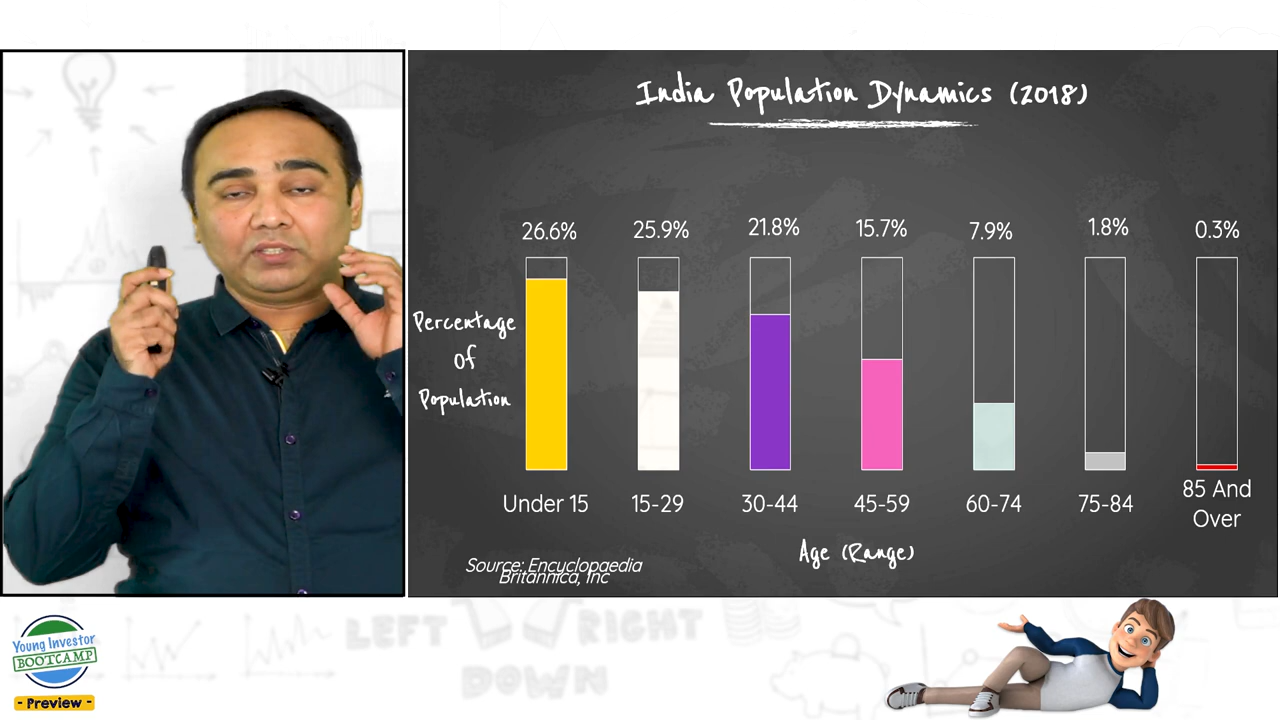 India Population Dynamics (2018)
26.6% 25.9% 21.8% 15.7% 7.9% 1.8% 0.3%
Percentage
of
Population
Under 15 15-29 30-44 45-59 60-74 75-84 85 And
Over
Age (Range)
Source: Encyclopaedia
Britannica, Inc
LEFT RIGHT
DOWN
Young Investor
BOOTCAMP
- Preview -